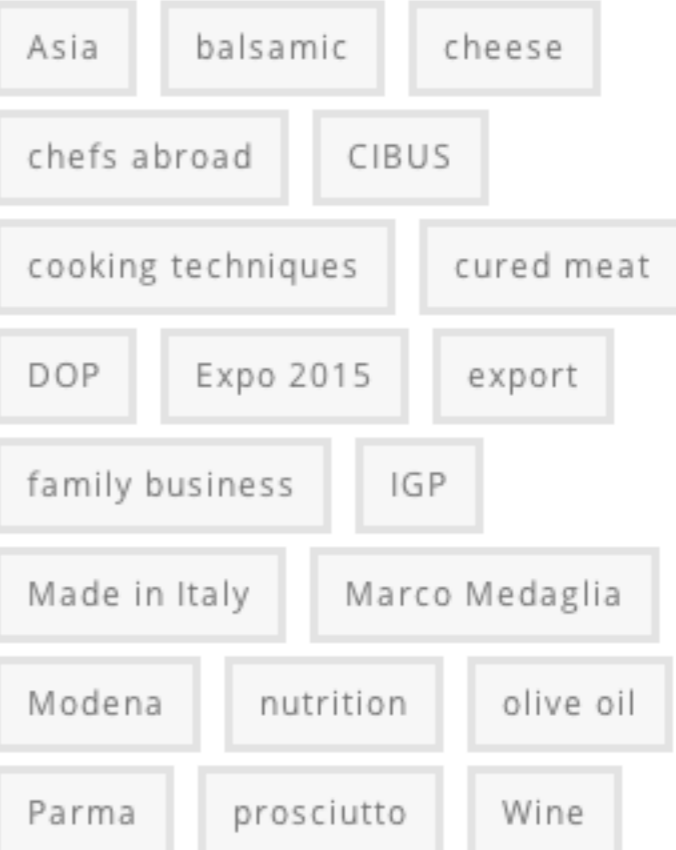 Asia balsamic cheese
chefs abroad CIBUS
cooking techniques cured meat
DOP Expo 2015 export
family business IGP
Made in Italy Marco Medaglia
Modena nutrition olive oil
Parma prosciutto Wine